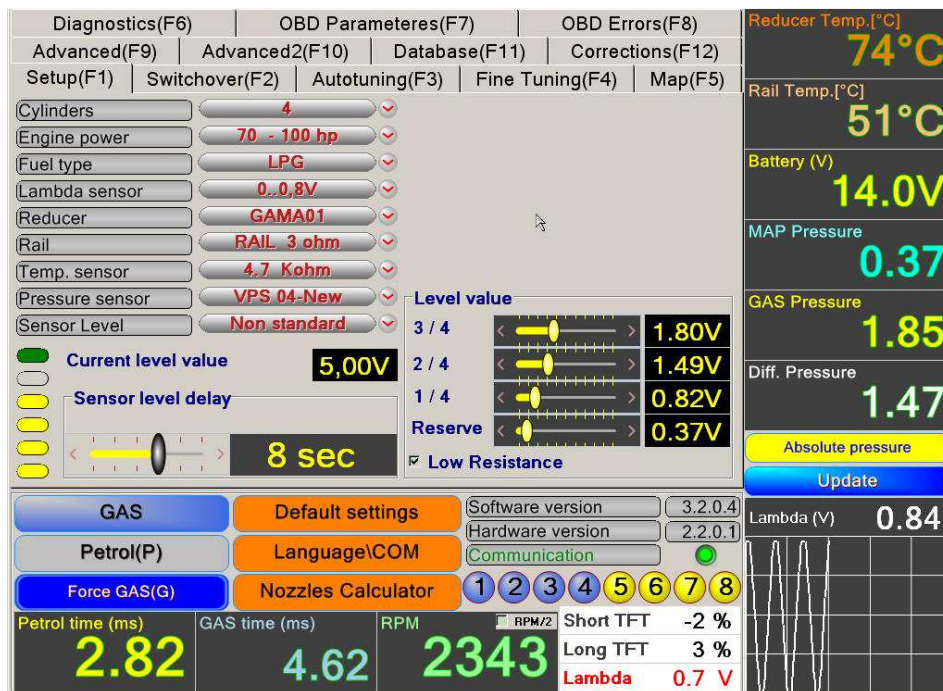 Diagnostics(F6) OBD Parameteres(F7) OBD Errors(F8)
Advanced(F9) Advanced2(F10) Database(F11) Corrections(F12)
Setup(F1) Switchover(F2) Autotuning(F3) Fine Tuning(F4) Map(F5)
Cylinders 4
Engine power 70 - 100 hp
Fuel type LPG
Lambda sensor 0..0,8V
Reducer GAMA01
Rail RAIL 3 ohm
Temp. sensor 4.7 Kohm
Pressure sensor VPS 04-New
Sensor Level Non standard
Current level value 5,00V
Sensor level delay
8 sec
Level value
3 / 4 1.80V
2 / 4 1.49V
1 / 4 0.82V
Reserve 0.37V
Low Resistance
Reducer Temp.[°C]
74°C
Rail Temp.[°C]
51°C
Battery (V)
14.0V
MAP Pressure
0.37
GAS Pressure
1.85
Diff. Pressure
1.47
Absolute pressure
Update
Lambda (V) 0.84
GAS Default settings
Petrol(P) Language\COM
Force GAS(G) Nozzles Calculator
Software version 3.2.0.4
Hardware version 2.2.0.1
Communication
1 2 3 4 5 6 7 8
Petrol time (ms)
2.82
GAS time (ms)
4.62
RPM RPM/2
2343
Short TFT -2 %
Long TFT 3 %
Lambda 0.7 V